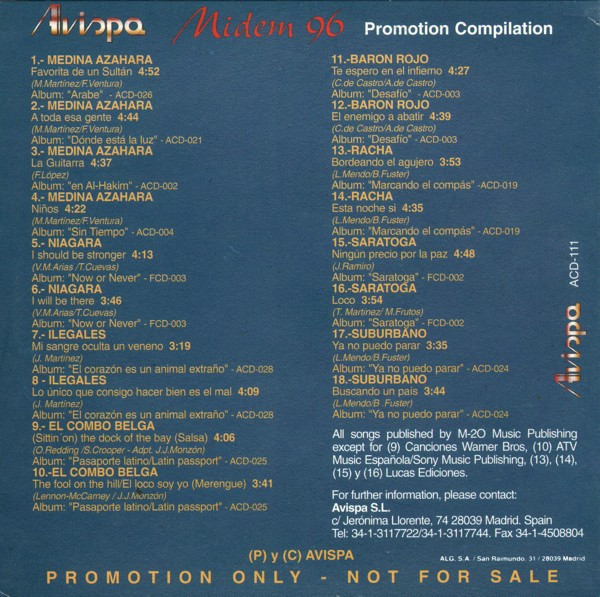 Avispa
Midem 96
Promotion Compilation
1.- MEDINA AZAHARA
Favorita de un Sultán 4:52
(M.Martínez/F.Ventura)
Album: "Arabe" - ACD-026
2.- MEDINA AZAHARA
A toda esa gente 4:44
(M.Martínez/F.Ventura)
Album: "Dónde está la luz" - ACD-021
3.- MEDINA AZAHARA
La Guitarra 4:37
(F.López)
Album: "en Al-Hakim" - ACD-002
4.- MEDINA AZAHARA
Niños 4:22
(M.Martínez/F.Ventura)
Album: "Sin Tiempo" - ACD-004
5.- NIAGARA
I should be stronger 4:13
(V.M.Arias /T.Cuevas)
Album: "Now or Never" - FCD-003
6.- NIAGARA
I will be there 3:46
(V.M.Arias/T.Cuevas)
Album: "Now or Never" - FCD-003
7.- ILEGALES
Mi sangre oculta un veneno 3:19
(J. Martínez)
Album: "El corazón es un animal extraño" - ACD-028
8 - ILEGALES
Lo único que consigo hacer bien es el mal 4:09
(J. Martínez)
Album: "El corazón es un animal extraño" - ACD-028
9.- EL COMBO BELGA
(Sittin´on) the dock of the bay (Salsa) 4:06
(O.Redding /S.Crooper - Adpt. J.J.Monzón)
Album: "Pasaporte latino/Latin passport" - ACD-025
10.-EL COMBO BELGA
The fool on the hill/El loco soy yo (Merengue) 3:41
(Lennon-McCarney / J.J.Monzón)
Album: "Pasaporte latino/Latin passport" - ACD-025
11.-BARON ROJO
Te espero en el infierno 4:27
(C.de Castro/A.de Castro)
Album: "Desafío" - ACD-003
12.-BARON ROJO
El enemigo a abatir 4:39
(C.de Castro/A.de Castro)
Album: "Desafío" - ACD-003
13.-RACHA
Bordeando el agujero 3:53
(L.Mendo/B.Fuster)
Album: "Marcando el compás" - ACD-019
14.-RACHA
Esta noche si 4:35
(L.Mendo/B.Fuster)
Album: "Marcando el compás" - ACD-019
15.-SARATOGA
Ningún precio por la paz 4:48
(J.Ramiro)
Album: "Saratoga" - FCD-002
16.-SARATOGA
Loco 3:54
(T. Martínez/ M.Frutos)
Album: "Saratoga" - FCD-002
17.-SUBURBANO
Ya no puedo parar 3:35
(L.Mendo/B.Fuster)
Album: "Ya no puedo parar" - ACD-024
18.-SUBURBANO
Buscando un país 3:44
(L.Mendo/B .Fuster)
Album: "Ya no puedo parar" - ACD-024
All songs published by M-2O Music Publishing
except for (9) Canciones Warner Bros, (10) ATV
Music Española/Sony Music Publishing, (13). (14),
(15) y (16) Lucas Ediciones.
For further information, please contact:
Avispa S.L.
c/ Jerónima Llorente, 74 28039 Madrid. Spain
Tel: 34-1-3117722/34-1-3117744. Fax 34-1-4508804
ACD-111
Avispa
(P) y (C) AVISPA
ALG, S.A. / San Raimundo. 31 / 28039 Madrid
PROMOTION ONLY - NOT FOR SALE